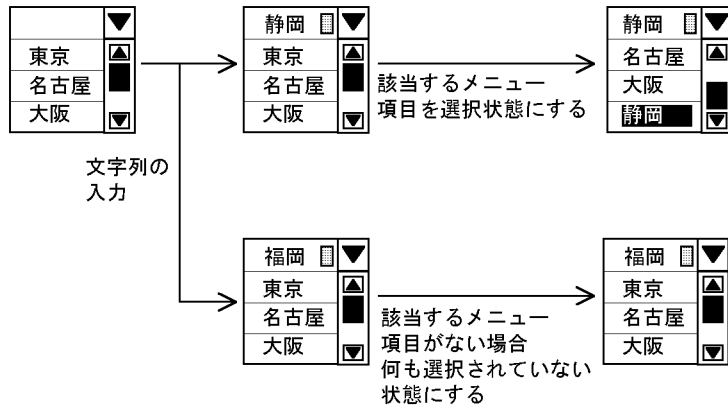 東京
名古屋
大阪
文字列の
入力
静岡
東京
名古屋
大阪
該当するメニュー
項目を選択状態にする
静岡
名古屋
大阪
静岡
福岡
東京
名古屋
大阪
該当するメニュー
項目がない場合
何も選択されていない
状態にする
福岡
東京
名古屋
大阪